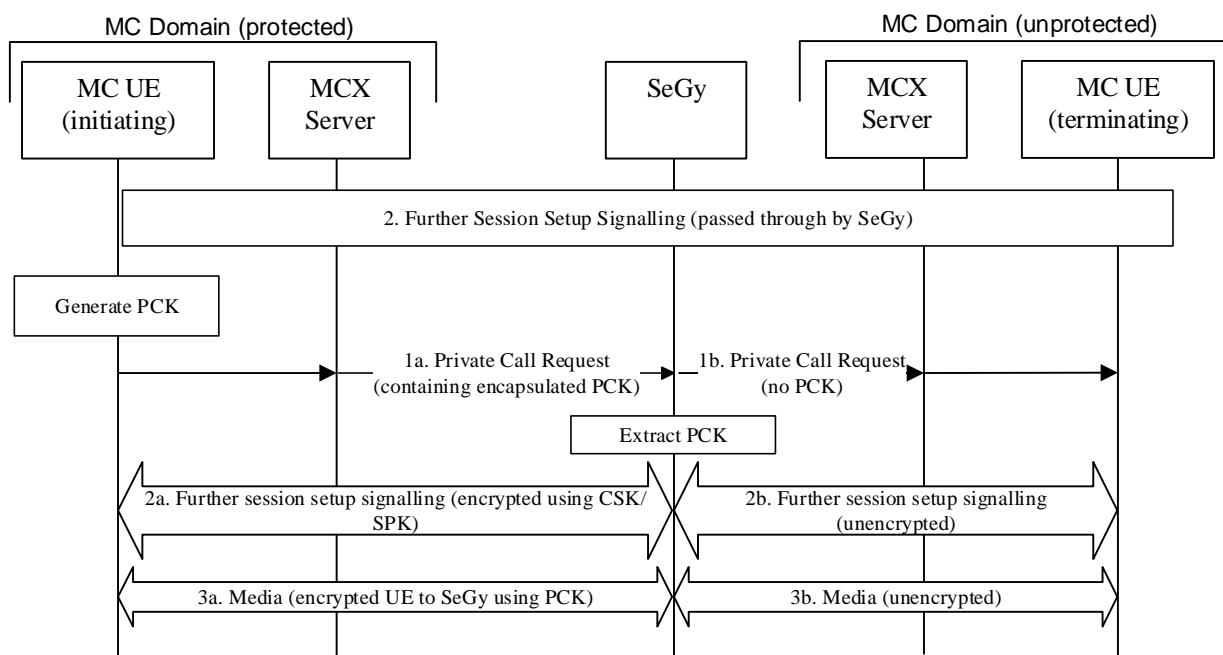 MC Domain (protected)
MC Domain (unprotected)
MC UE
(initiating)
MCX
Server
SeGy
MCX
Server
MC UE
(terminating)
2. Further Session Setup Signalling (passed through by SeGy)
Generate PCK
1a. Private Call Request
(containing encapsulated PCK)
1b. Private Call Request
(no PCK)
Extract PCK
2a. Further session setup signalling (encrypted using CSK/
SPK)
2b. Further session setup signalling
(unencrypted)
3a. Media (encrypted UE to SeGy using PCK)
3b. Media (unencrypted)